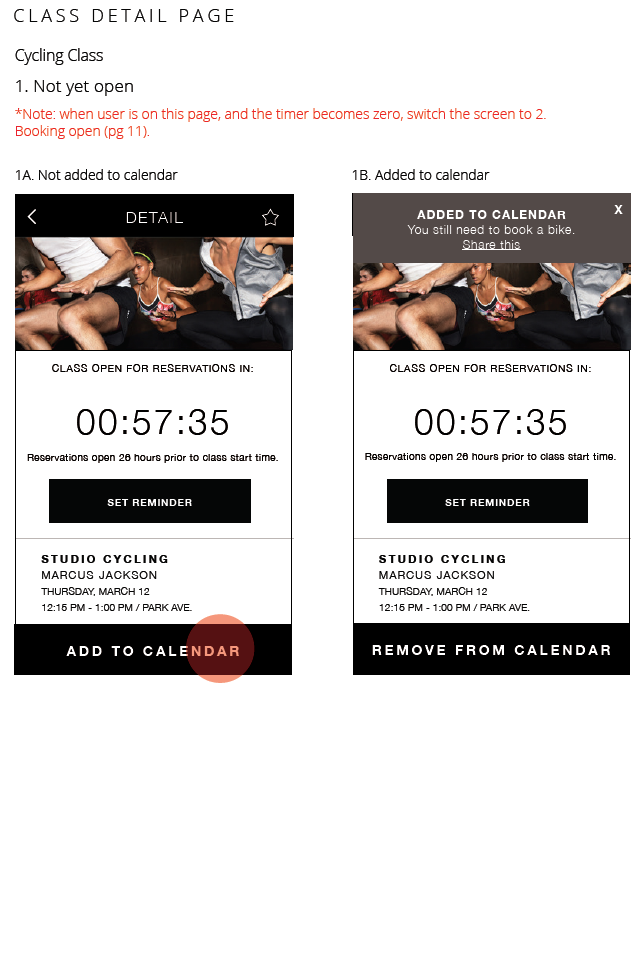 CLASS DETAIL PAGE
Cycling Class
1. Not yet open
*Note: when user is on this page, and the timer becomes zero, switch the screen to 2.
Booking open (pg 11).
1A. Not added to calendar
DETAIL
CLASS OPEN FOR RESERVATIONS IN:
00:57:35
Reservations open 26 hours prior to class start time.
SET REMINDER
STUDIO CYCLING
MARCUS JACKSON
THURSDAY, MARCH 12
12:15 PM - 1:00 PM / PARK AVE.
ADD TO CALENDAR
1B. Added to calendar
X
ADDED TO CALENDAR
You still need to book a bike.
Share this
CLASS OPEN FOR RESERVATIONS IN:
00:57:35
Reservations open 26 hours prior to class start time.
SET REMINDER
STUDIO CYCLING
MARCUS JACKSON
THURSDAY, MARCH 12
12:15 PM - 1:00 PM / PARK AVE.
REMOVE FROM CALENDAR